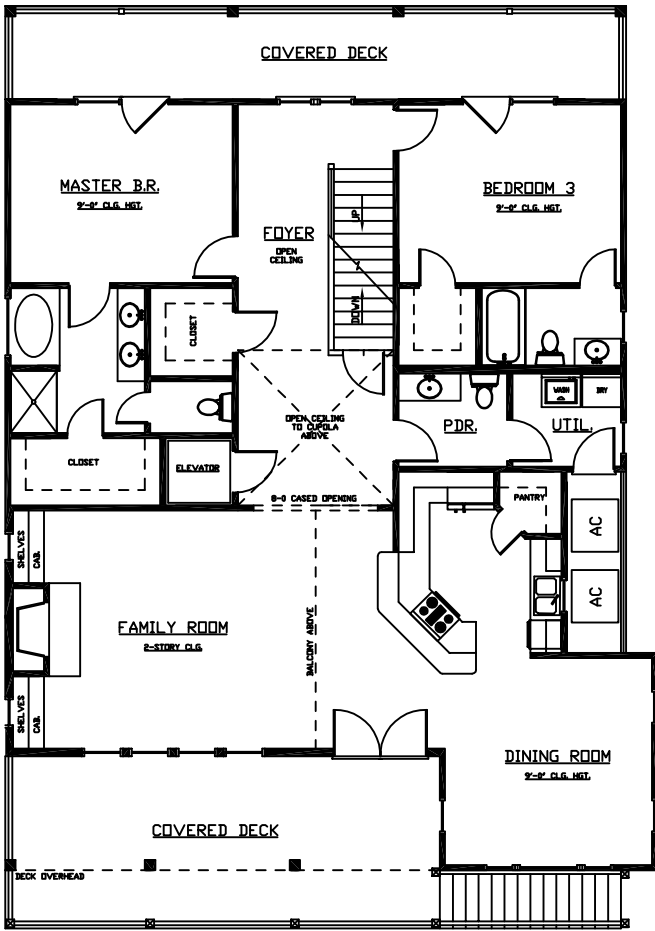 COVERED DECK
MASTER B.R.
9'-0" CLG. HGT.
BEDROOM 3
9'-0" CLG. HGT.
UP
FOYER
OPEN
CEILING
DOWN
CLOSET
WASH
DRY
OPEN CEILING
TO CUPOLA
ABOVE
PDR.
UTIL.
CLOSET
ELEVATOR
8-0 CASED OPENING
PANTRY
AC
SHELVES
CAB.
AC
FAMILY ROOM
2-STORY CLG.
BALCONY ABOVE
SHELVES
CAB.
DINING ROOM
9'-0" CLG. HGT.
COVERED DECK
DECK OVERHEAD